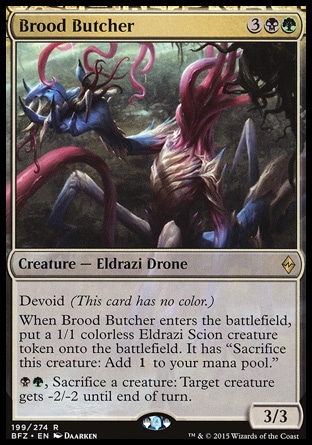 Brood Butcher 3
Creature — Eldrazi Drone
Devoid (This card has no color.)
When Brood Butcher enters the battlefield,
put a 1/1 colorless Eldrazi Scion creature
token onto the battlefield. It has “Sacrifice
this creature: Add 1 to your mana pool.”
, Sacrifice a creature: Target creature
gets -2/-2 until end of turn.
199/274 R
BFZ • EN Daarken
3/3
™ & © 2015 Wizards of the Coast